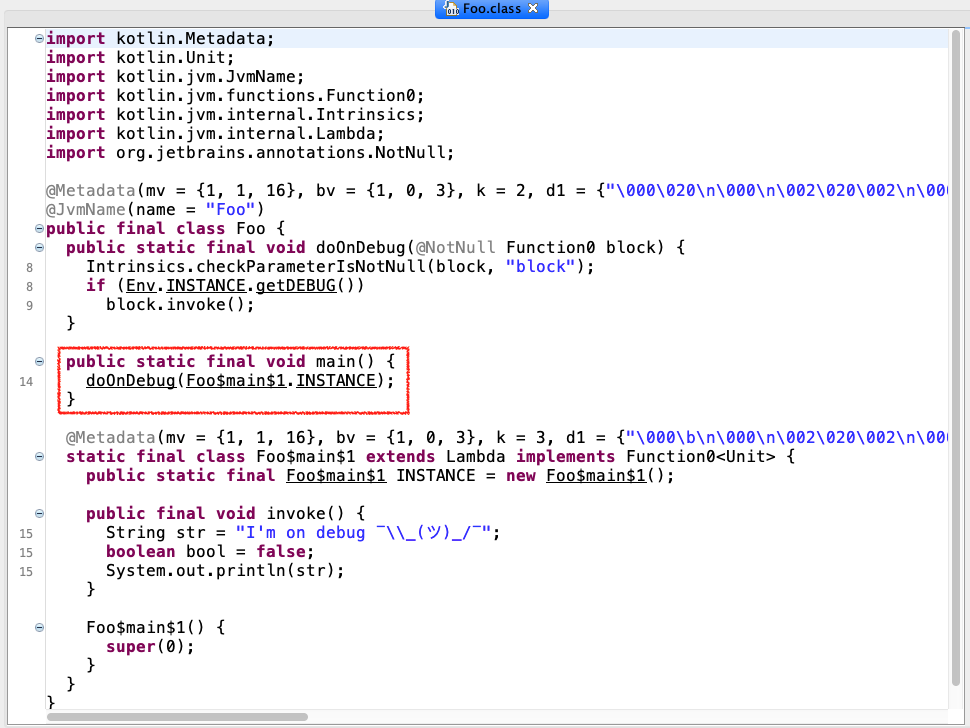 Foo.class
import kotlin.Metadata;
import kotlin.Unit;
import kotlin.jvm.JvmName;
import kotlin.jvm.functions.Function0;
import kotlin.jvm.internal.Intrinsics;
import kotlin.jvm.internal.Lambda;
import org.jetbrains.annotations.NotNull;
@Metadata(mv = {1, 1, 16}, bv = {1, 0, 3}, k = 2, d1 = {"\000\020\n\000\n\002\020\002\n\000
@JvmName(name = "Foo")
public final class Foo {
public static final void doOnDebug(@NotNull Function0 block) {
8 Intrinsics.checkParameterIsNotNull(block, "block");
8 if (Env.INSTANCE.getDEBUG())
9 block.invoke();
}
public static final void main() {
14 doOnDebug(Foo$main$1.INSTANCE);
}
@Metadata(mv = {1, 1, 16}, bv = {1, 0, 3}, k = 3, d1 = {"\000\b\n\000\n\002\020\002\n\000
static final class Foo$main$1 extends Lambda implements Function0<Unit> {
public static final Foo$main$1 INSTANCE = new Foo$main$1();
public final void invoke() {
15 String str = "I'm on debug ¯\\_(ツ)_/¯";
15 boolean bool = false;
15 System.out.println(str);
}
Foo$main$1() {
super(0);
}
}
}